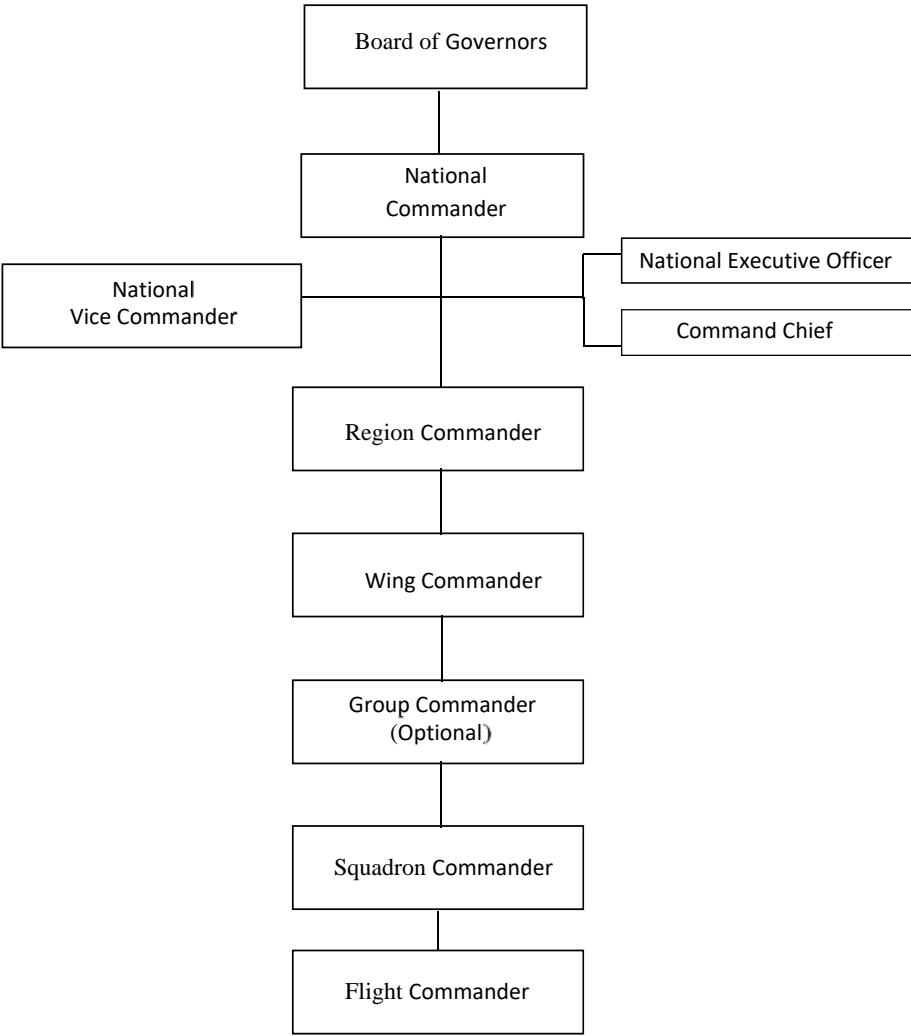 Board of Governors
National
Commander
National Executive Officer
National
Vice Commander
Command Chief
Region Commander
Wing Commander
Group Commander
(Optional)
Squadron Commander
Flight Commander